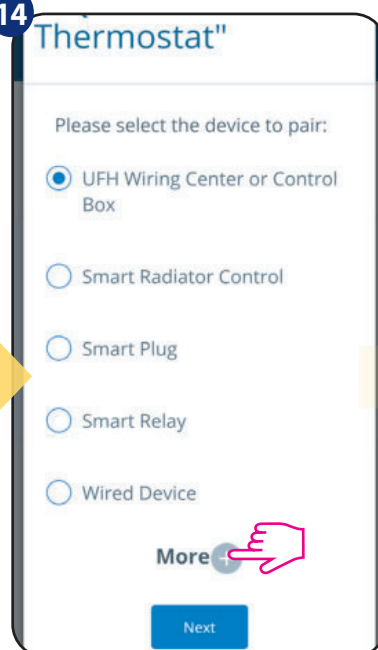 14
Thermostat"
Please select the device to pair:
UFH Wiring Center or Control
Box
Smart Radiator Control
Smart Plug
Smart Relay
Wired Device
More +
Next